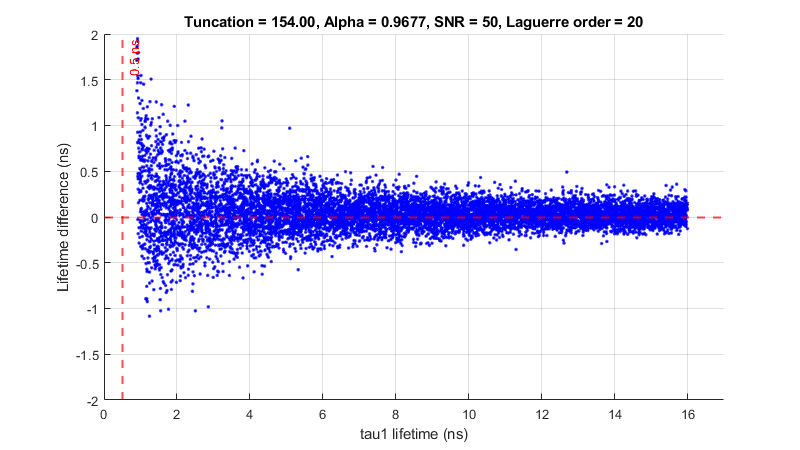 Tuncation = 154.00, Alpha = 0.9677, SNR = 50, Laguerre order = 20
0.5 ns
2
1.5
1
0.5
0
-0.5
-1
-1.5
-2
Lifetime difference (ns)
0 2 4 6 8 10 12 14 16
tau1 lifetime (ns)